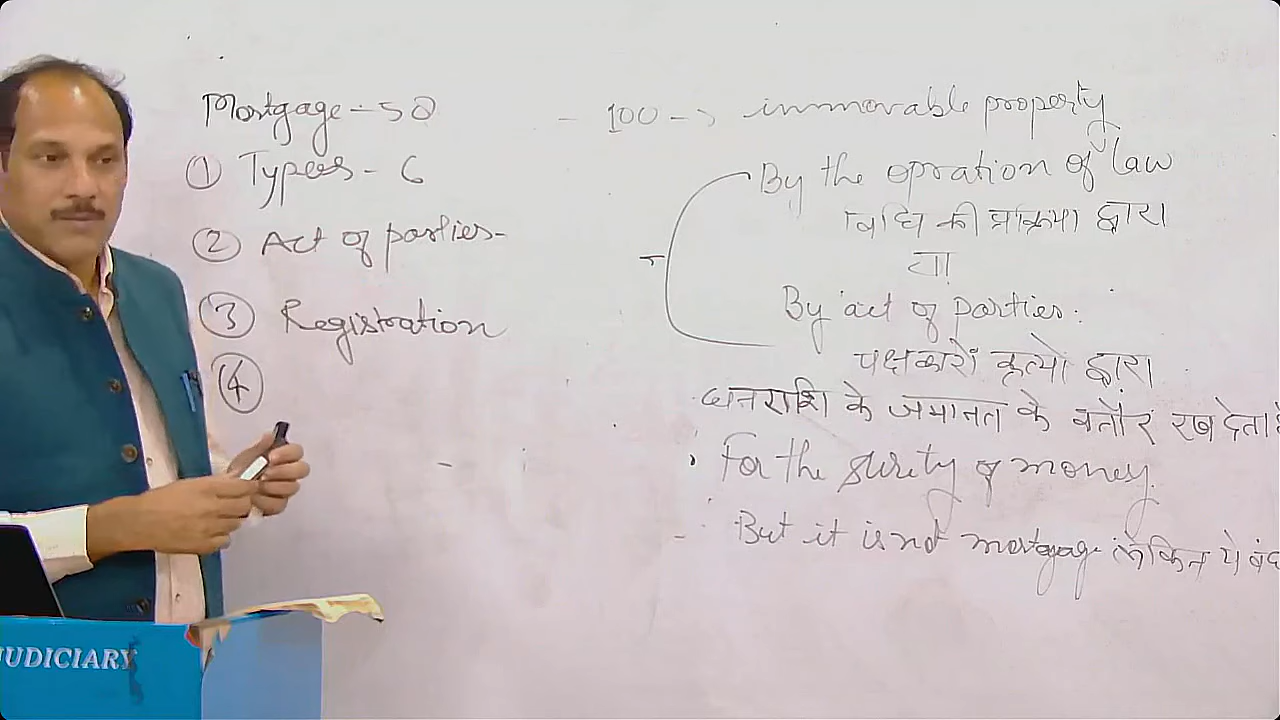 Mortgage - 58
① Types - 6
② Act of parties -
③ Registration
④
- 100 -> immovable property
By the opration of law
विधि की प्रक्रिया द्वारा
या
By act of parties.
पक्षकारों कृत्यो द्वारा
धनराशि के जमानत के बतौर रख देता है
For the surity of money.
But it is not mortgage लेकिन ये
JUDICIARY